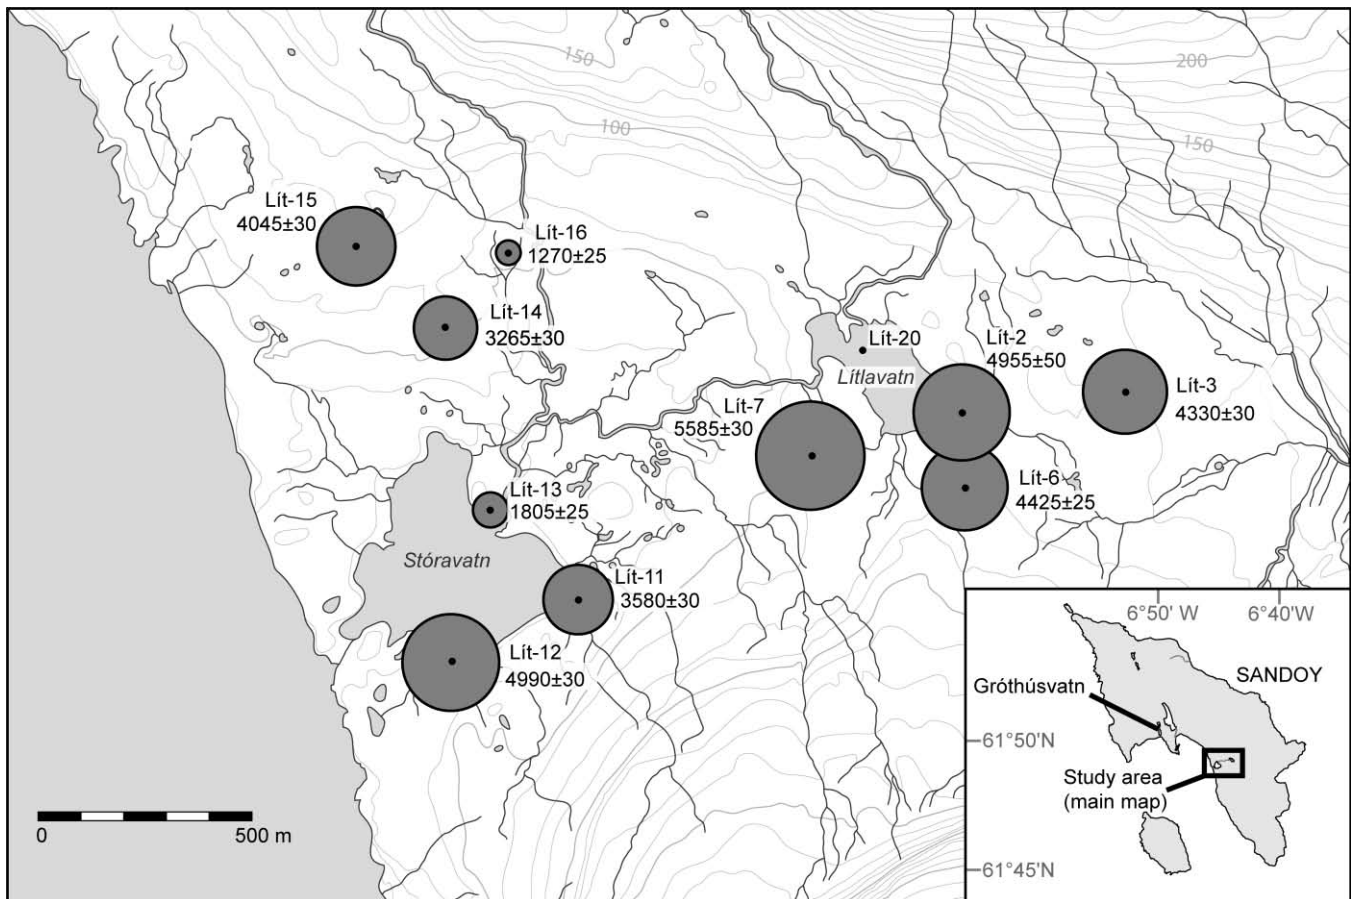 150
200
100
150
Lít-15
4045±30
Lít-16
1270±25
Lít-14
3265±30
Lít-20
Lít-2
4955±50
Lítlavatn
Lít-3
4330±30
Lít-7
5585±30
Lít-6
4425±25
Lít-13
1805±25
Stóravatn
Lít-11
3580±30
Lít-12
4990±30
0 500 m
6°50' W 6°40'W
SANDOY
Gróthúsvatn
61°50'N
Study area
(main map)
61°45'N